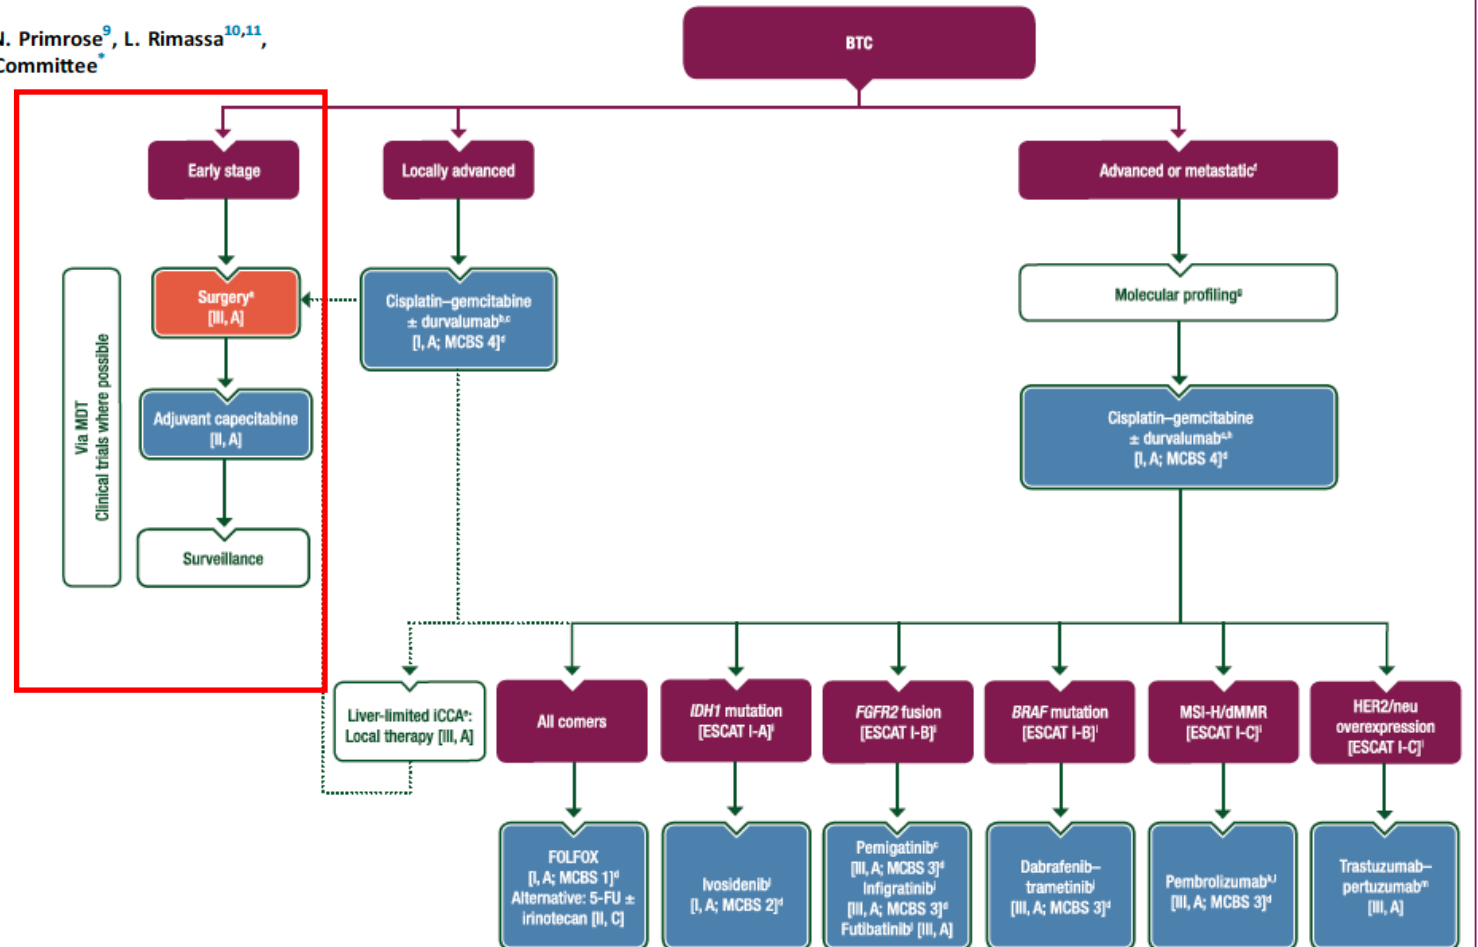 N. Primrose9, L. Rimassa10,11,
Committee*
BTC
Early stage
Locally advanced
Advanced or metastaticf
Surgerya
[III, A]
Cisplatin–gemcitabine
± durvalumabb,c
[I, A; MCBS 4]d
Molecular profilingg
Via MDT
Clinical trials where possible
Adjuvant capecitabine
[II, A]
Cisplatin–gemcitabine
± durvalumabc,h
[I, A; MCBS 4]d
Surveillance
Liver-limited iCCAe:
Local therapy [III, A]
All comers
IDH1 mutation
[ESCAT I-A]i
FGFR2 fusion
[ESCAT I-B]i
BRAF mutation
[ESCAT I-B]i
MSI-H/dMMR
[ESCAT I-C]i
HER2/neu
overexpression
[ESCAT I-C]i
FOLFOX
[I, A; MCBS 1]d
Alternative: 5-FU ±
irinotecan [II, C]
Ivosidenibj
[I, A; MCBS 2]d
Pemigatinibc
[III, A; MCBS 3]d
Infigratinibj
[III, A; MCBS 3]d
Futibatinibj [III, A]
Dabrafenib–
trametinibj
[III, A; MCBS 3]d
Pembrolizumabk,l
[III, A; MCBS 3]d
Trastuzumab–
pertuzumabm
[III, A]